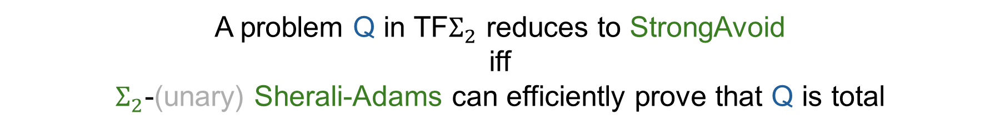 A problem Q in TFΣ₂ reduces to StrongAvoid
iff
Σ₂-(unary) Sherali-Adams can efficiently prove that Q is total